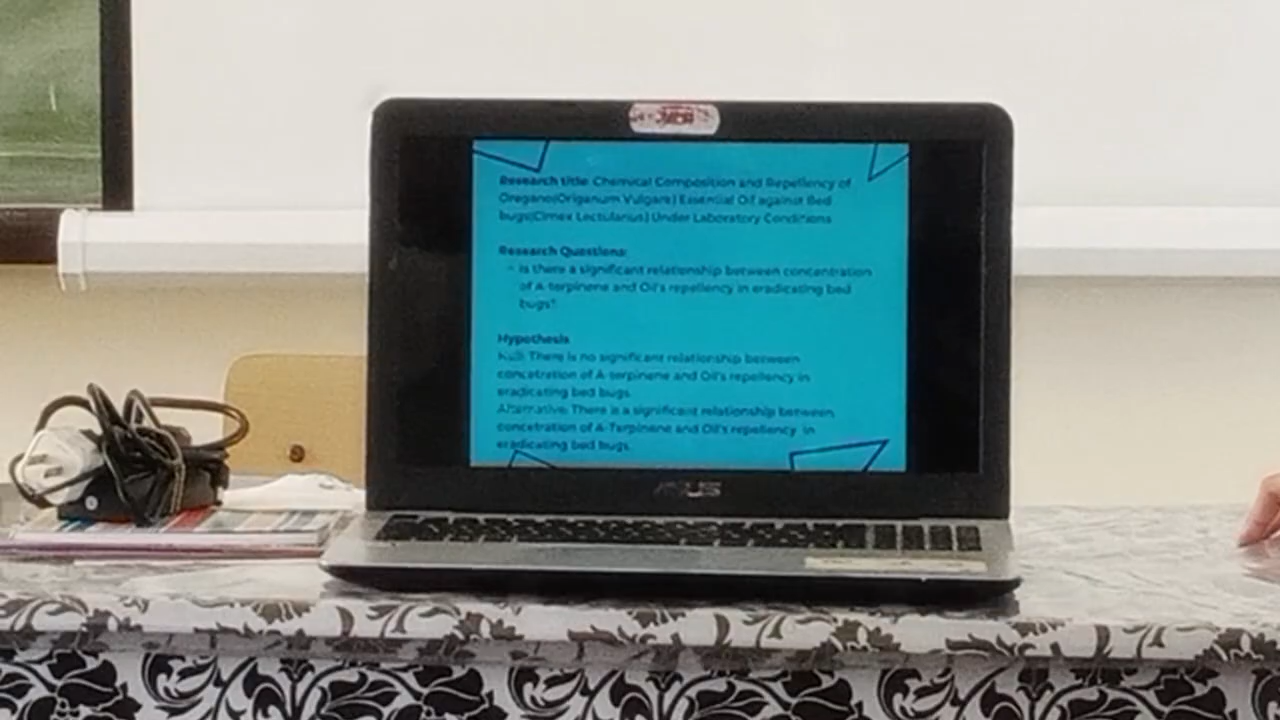 Research title: Chemical Composition and Repellency of
Oregano(Origanum Vulgare) Essential Oil against Bed
bugs(Cimex Lectularius) Under Laboratory Conditions
Research Questions:
- Is there a significant relationship between concentration
of A-terpinene and Oil's repellency in eradicating bed
bugs?
Hypothesis
Null: There is no significant relationship between
concetration of A-terpinene and Oil's repellency in
eradicating bed bugs.
Alternative: There is a significant relationship between
concetration of A-Terpinene and Oil's repellency in
eradicating bed bugs.
ASUS